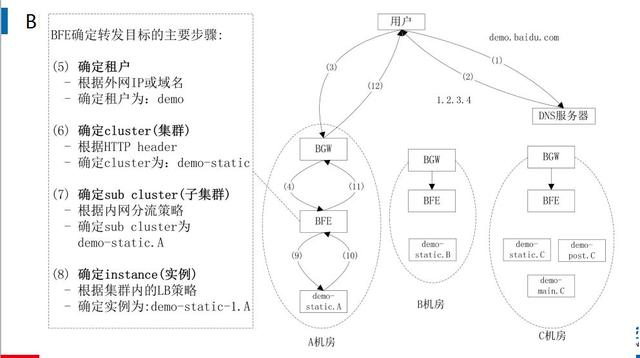 B
BFE确定转发目标的主要步骤:
(5) 确定租户
- 根据外网IP或域名
- 确定租户为: demo
(6) 确定cluster(集群)
- 根据HTTP header
- 确定cluster为: demo-static
(7) 确定sub cluster(子集群)
- 根据内网分流策略
- 确定sub cluster为
demo-static.A
(8) 确定instance(实例)
- 根据集群内的LB策略
- 确定实例为:demo-static-1.A
用户
demo.baidu.com
(1)
(2)
(3)
(12)
1.2.3.4
DNS服务器
BGW
(4)
(11)
BFE
(9)
(10)
demo-
static.A
A机房
BGW
BFE
demo-
static.B
B机房
BGW
BFE
demo-
static.C
demo-
post.C
demo-
main.C
C机房